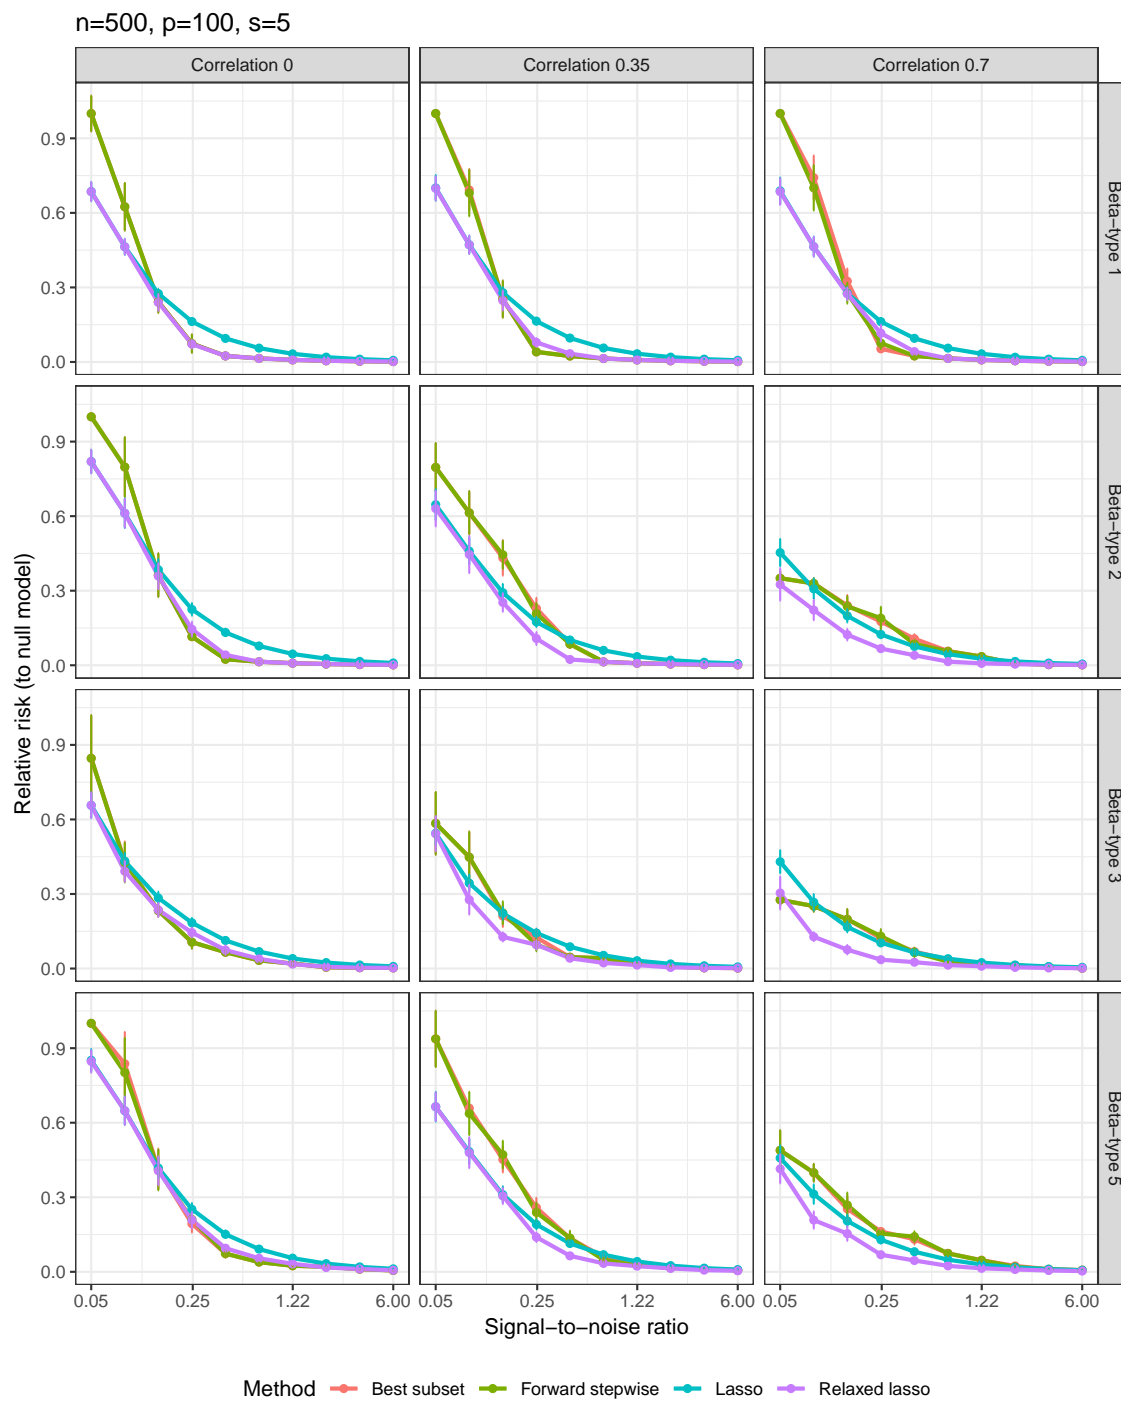 n=500, p=100, s=5
Correlation 0
Correlation 0.35
Correlation 0.7
Relative risk (to null model)
0.9
0.6
0.3
0.0
Beta−type 1
0.9
0.6
0.3
0.0
Beta−type 2
0.9
0.6
0.3
0.0
Beta−type 3
0.9
0.6
0.3
0.0
Beta−type 5
0.05 0.25 1.22 6.00
0.05 0.25 1.22 6.00
0.05 0.25 1.22 6.00
Signal−to−noise ratio
Method Best subset Forward stepwise Lasso Relaxed lasso